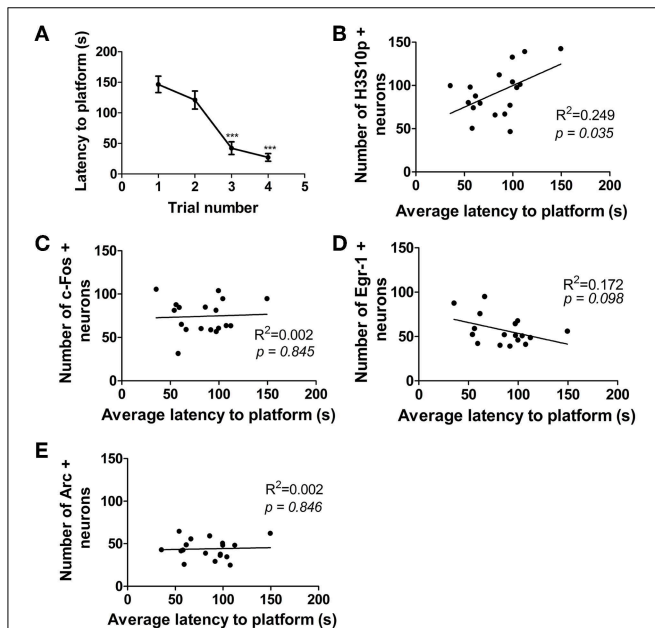 A
Latency to platform (s)
200
150
100
50
0
***
***
0 1 2 3 4 5
Trial number
B
Number of H3S10p +
neurons
150
100
50
0
R2=0.249
p = 0.035
0 50 100 150 200
Average latency to platform (s)
C
Number of c-Fos +
neurons
150
100
50
0
R2=0.002
p = 0.845
0 50 100 150 200
Average latency to platform (s)
D
Number of Egr-1 +
neurons
150
100
50
0
R2=0.172
p = 0.098
0 50 100 150 200
Average latency to platform (s)
E
Number of Arc +
neurons
150
100
50
0
R2=0.002
p = 0.846
0 50 100 150 200
Average latency to platform (s)